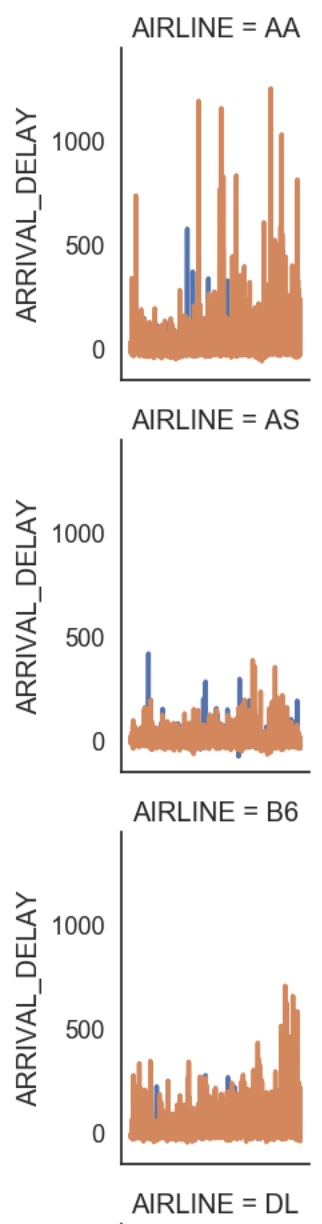 AIRLINE = AA
ARRIVAL_DELAY
1000
500
0
AIRLINE = AS
ARRIVAL_DELAY
1000
500
0
AIRLINE = B6
ARRIVAL_DELAY
1000
500
0
AIRLINE = DL